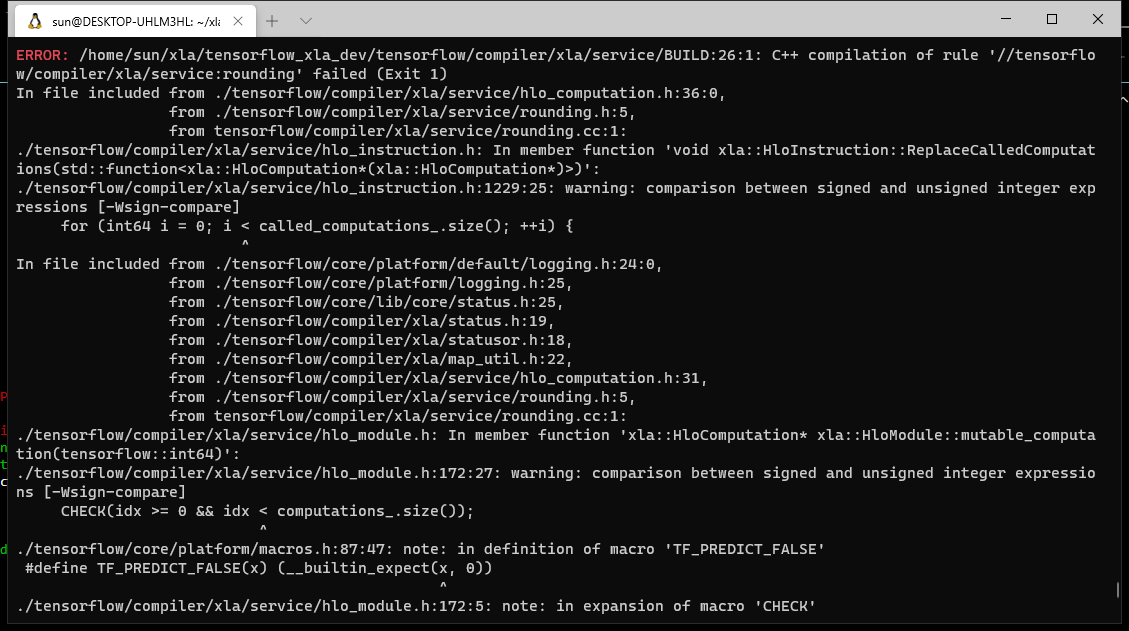 sun@DESKTOP-UHLM3HL: ~/xla
ERROR: /home/sun/xla/tensorflow_xla_dev/tensorflow/compiler/xla/service/BUILD:26:1: C++ compilation of rule '//tensorflo
w/compiler/xla/service:rounding' failed (Exit 1)
In file included from ./tensorflow/compiler/xla/service/hlo_computation.h:36:0,
                 from ./tensorflow/compiler/xla/service/rounding.h:5,
                 from tensorflow/compiler/xla/service/rounding.cc:1:
./tensorflow/compiler/xla/service/hlo_instruction.h: In member function 'void xla::HloInstruction::ReplaceCalledComputat
ions(std::function<xla::HloComputation*(xla::HloComputation*)>)':
./tensorflow/compiler/xla/service/hlo_instruction.h:1229:25: warning: comparison between signed and unsigned integer exp
ressions [-Wsign-compare]
     for (int64 i = 0; i < called_computations_.size(); ++i) {
                         ^
In file included from ./tensorflow/core/platform/default/logging.h:24:0,
                 from ./tensorflow/core/platform/logging.h:25,
                 from ./tensorflow/core/lib/core/status.h:25,
                 from ./tensorflow/compiler/xla/status.h:19,
                 from ./tensorflow/compiler/xla/statusor.h:18,
                 from ./tensorflow/compiler/xla/map_util.h:22,
                 from ./tensorflow/compiler/xla/service/hlo_computation.h:31,
                 from ./tensorflow/compiler/xla/service/rounding.h:5,
                 from tensorflow/compiler/xla/service/rounding.cc:1:
./tensorflow/compiler/xla/service/hlo_module.h: In member function 'xla::HloComputation* xla::HloModule::mutable_computa
tion(tensorflow::int64)':
./tensorflow/compiler/xla/service/hlo_module.h:172:27: warning: comparison between signed and unsigned integer expressio
ns [-Wsign-compare]
     CHECK(idx >= 0 && idx < computations_.size());
                           ^
./tensorflow/core/platform/macros.h:87:47: note: in definition of macro 'TF_PREDICT_FALSE'
 #define TF_PREDICT_FALSE(x) (__builtin_expect(x, 0))
                                               ^
./tensorflow/compiler/xla/service/hlo_module.h:172:5: note: in expansion of macro 'CHECK'